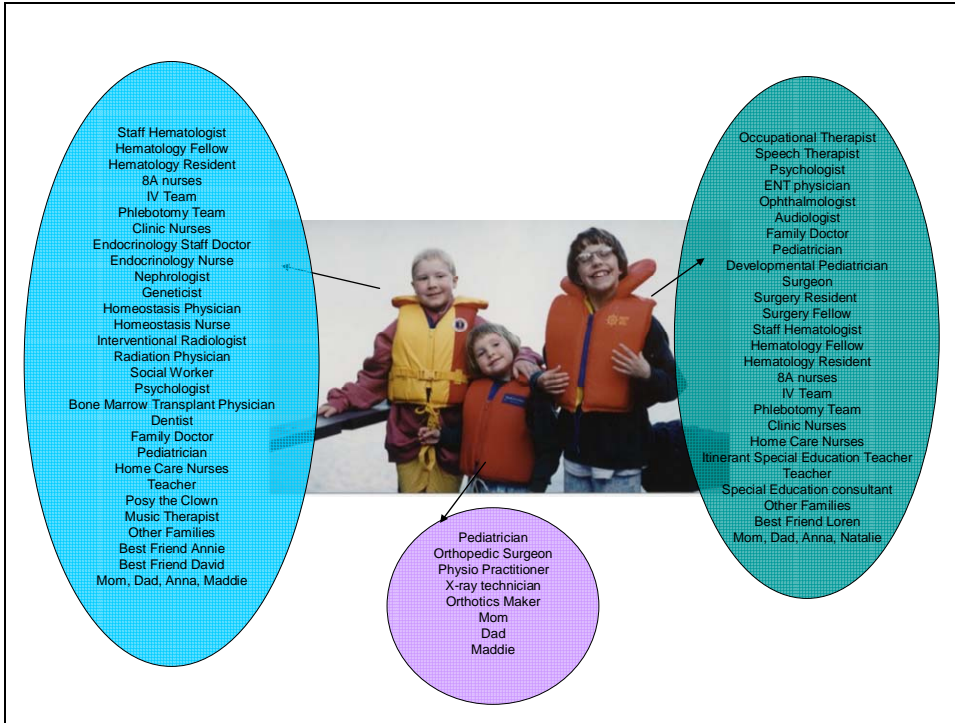 Staff Hematologist
Hematology Fellow
Hematology Resident
8A nurses
IV Team
Phlebotomy Team
Clinic Nurses
Endocrinology Staff Doctor
Endocrinology Nurse
Nephrologist
Geneticist
Homeostasis Physician
Homeostasis Nurse
Interventional Radiologist
Radiation Physician
Social Worker
Psychologist
Bone Marrow Transplant Physician
Dentist
Family Doctor
Pediatrician
Home Care Nurses
Teacher
Posy the Clown
Music Therapist
Other Families
Best Friend Annie
Best Friend David
Mom, Dad, Anna, Maddie
Pediatrician
Orthopedic Surgeon
Physio Practitioner
X-ray technician
Orthotics Maker
Mom
Dad
Maddie
Occupational Therapist
Speech Therapist
Psychologist
ENT physician
Ophthalmologist
Audiologist
Family Doctor
Pediatrician
Developmental Pediatrician
Surgeon
Surgery Resident
Surgery Fellow
Staff Hematologist
Hematology Fellow
Hematology Resident
8A nurses
IV Team
Phlebotomy Team
Clinic Nurses
Home Care Nurses
Itinerant Special Education Teacher
Teacher
Special Education consultant
Other Families
Best Friend Loren
Mom, Dad, Anna, Natalie